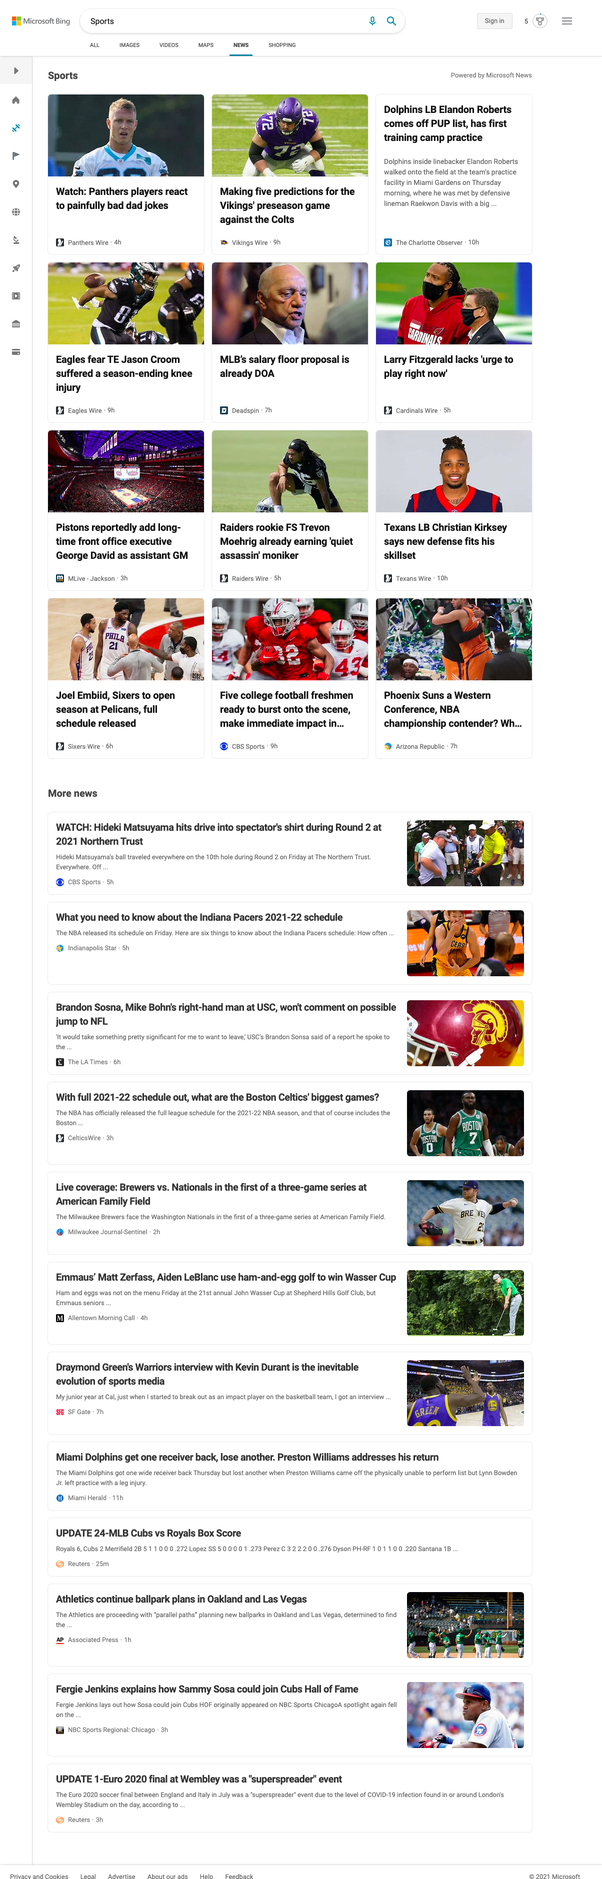 Microsoft Bing
Sports
Sign in
5
ALL
IMAGES
VIDEOS
MAPS
NEWS
SHOPPING
Sports
Powered by Microsoft News
Watch: Panthers players react
to painfully bad dad jokes
Panthers Wire · 4h
Making five predictions for the
Vikings' preseason game
against the Colts
Vikings Wire · 9h
Dolphins LB Elandon Roberts
comes off PUP list, has first
training camp practice
Dolphins inside linebacker Elandon Roberts
walked onto the field at the team's practice
facility in Miami Gardens on Thursday
morning, where he was met by defensive
lineman Raekwon Davis with a big ...
The Charlotte Observer · 10h
Eagles fear TE Jason Croom
suffered a season-ending knee
injury
Eagles Wire · 9h
MLB's salary floor proposal is
already DOA
Deadspin · 7h
Larry Fitzgerald lacks 'urge to
play right now'
Cardinals Wire · 5h
Pistons reportedly add long-
time front office executive
George David as assistant GM
MLive - Jackson · 3h
Raiders rookie FS Trevon
Moehrig already earning 'quiet
assassin' moniker
Raiders Wire · 5h
Texans LB Christian Kirksey
says new defense fits his
skillset
Texans Wire · 10h
Joel Embiid, Sixers to open
season at Pelicans, full
schedule released
Sixers Wire · 6h
Five college football freshmen
ready to burst onto the scene,
make immediate impact in...
CBS Sports · 9h
Phoenix Suns a Western
Conference, NBA
championship contender? Wh...
Arizona Republic · 7h
More news
WATCH: Hideki Matsuyama hits drive into spectator's shirt during Round 2 at
2021 Northern Trust
Hideki Matsuyama's ball traveled everywhere on the 10th hole during Round 2 on Friday at The Northern Trust.
Everywhere. Off ...
CBS Sports · 5h
What you need to know about the Indiana Pacers 2021-22 schedule
The NBA released its schedule on Friday. Here are six things to know about the Indiana Pacers schedule: How often ...
Indianapolis Star · 5h
Brandon Sosna, Mike Bohn's right-hand man at USC, won't comment on possible
jump to NFL
'It would take something pretty significant for me to want to leave,' USC's Brandon Sosna said of a report he spoke to
the ...
The LA Times · 6h
With full 2021-22 schedule out, what are the Boston Celtics' biggest games?
The NBA has officially released the full league schedule for the 2021-22 NBA season, and that of course includes the
Boston ...
CelticsWire · 3h
Live coverage: Brewers vs. Nationals in the first of a three-game series at
American Family Field
The Milwaukee Brewers face the Washington Nationals in the first of a three-game series at American Family Field.
Milwaukee Journal-Sentinel · 2h
Emmaus' Matt Zerfass, Aiden LeBlanc use ham-and-egg golf to win Wasser Cup
Ham and eggs was not on the menu Friday at the 21st annual John Wasser Cup at Shepherd Hills Golf Club, but
Emmaus seniors ...
Allentown Morning Call · 4h
Draymond Green's Warriors interview with Kevin Durant is the inevitable
evolution of sports media
My junior year at Cal, just when I started to break out as an impact player on the basketball team, I got an interview ...
SF Gate · 7h
Miami Dolphins get one receiver back, lose another. Preston Williams addresses his return
The Miami Dolphins got one wide receiver back Thursday but lost another when Preston Williams came off the physically unable to perform list but Lynn Bowden
Jr. left practice with a leg injury.
Miami Herald · 11h
UPDATE 24-MLB Cubs vs Royals Box Score
Royals 6, Cubs 2 Merrifield 2B 5 1 1 0 0 0 .272 Lopez SS 5 0 0 0 0 1 .273 Perez C 3 2 2 2 0 0 .276 Dyson PH-RF 1 0 1 1 0 0 .220 Santana 1B ...
Reuters · 25m
Athletics continue ballpark plans in Oakland and Las Vegas
The Athletics are proceeding with "parallel paths" planning new ballparks in Oakland and Las Vegas, determined to find
the ...
Associated Press · 1h
Fergie Jenkins explains how Sammy Sosa could join Cubs Hall of Fame
Fergie Jenkins lays out how Sosa could join Cubs HOF originally appeared on NBC Sports ChicagoA spotlight again fell
on the ...
NBC Sports Regional: Chicago · 3h
UPDATE 1-Euro 2020 final at Wembley was a "superspreader" event
The Euro 2020 soccer final between England and Italy in July was a "superspreader" event due to the level of COVID-19 infection found in or around London's
Wembley Stadium on the day, according to ...
Reuters · 3h
Privacy and Cookies
Legal
Advertise
About our ads
Help
Feedback
© 2021 Microsoft